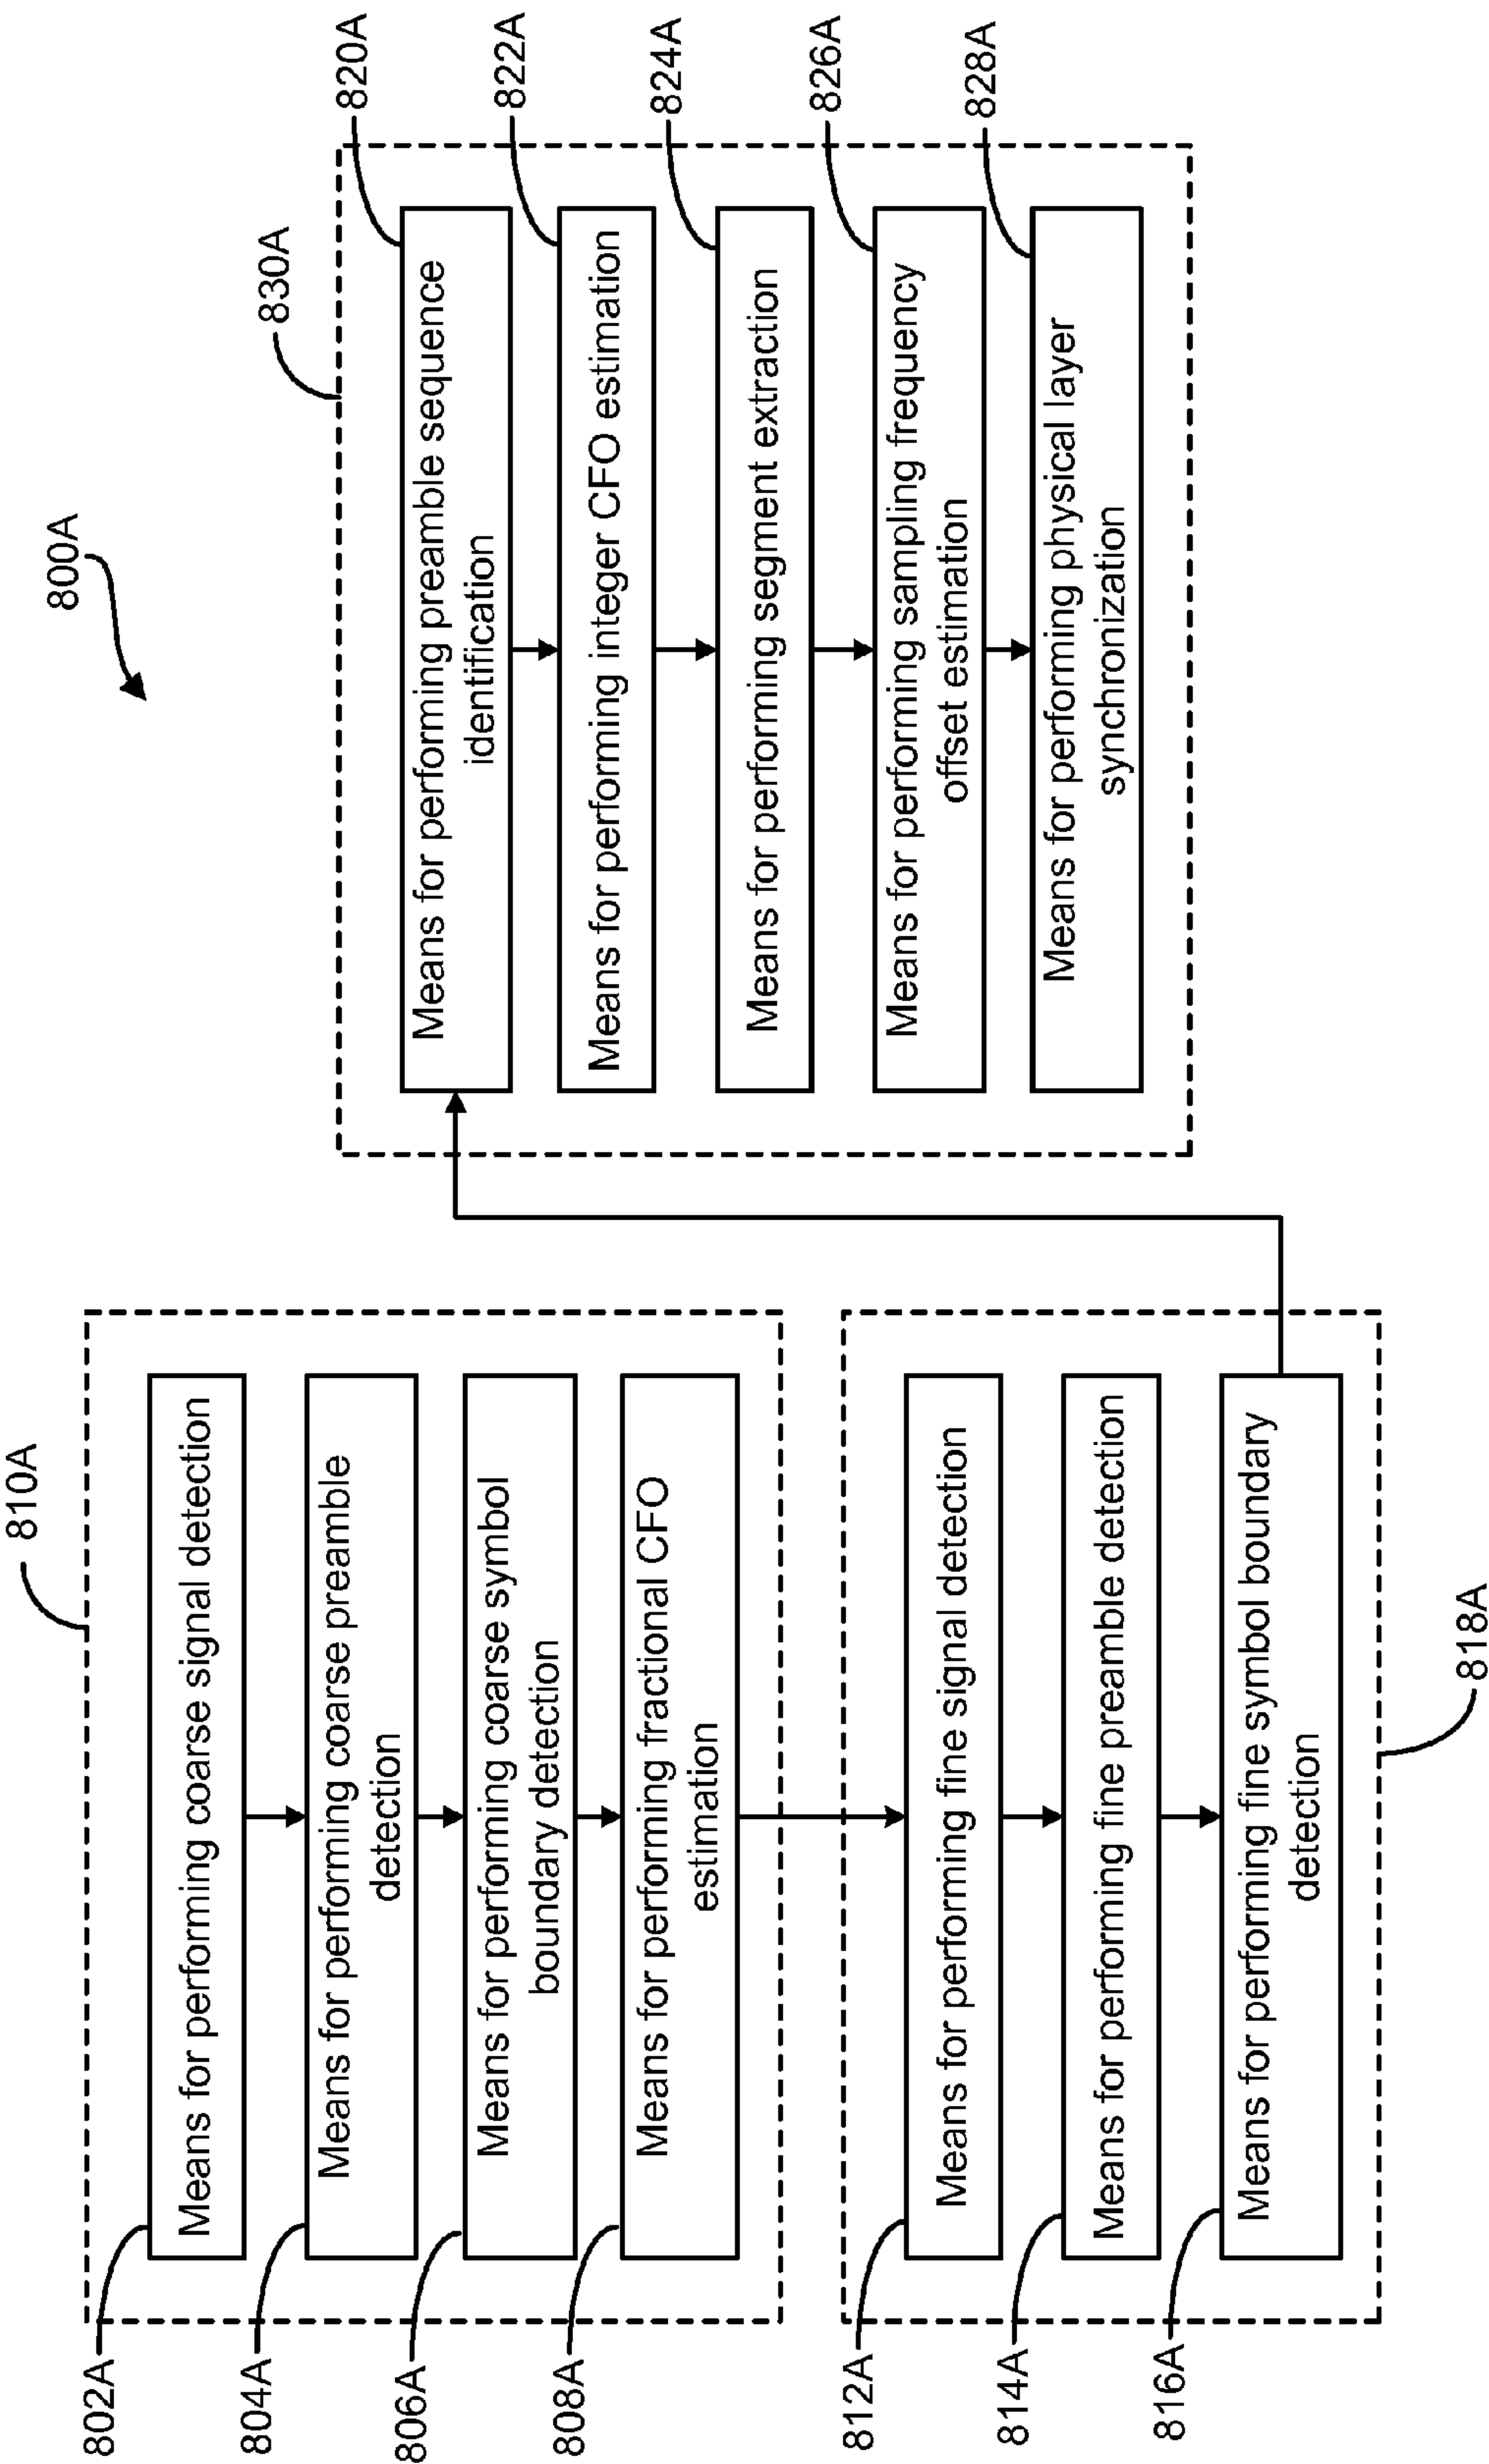 800A
810A
802A
Means for performing coarse signal detection
804A
Means for performing coarse preamble
detection
806A
Means for performing coarse symbol
boundary detection
808A
Means for performing fractional CFO
estimation
812A
Means for performing fine signal detection
814A
Means for performing fine preamble detection
816A
Means for performing fine symbol boundary
detection
818A
830A
820A
Means for performing preamble sequence
identification
822A
Means for performing integer CFO estimation
824A
Means for performing segment extraction
826A
Means for performing sampling frequency
offset estimation
828A
Means for performing physical layer
synchronization